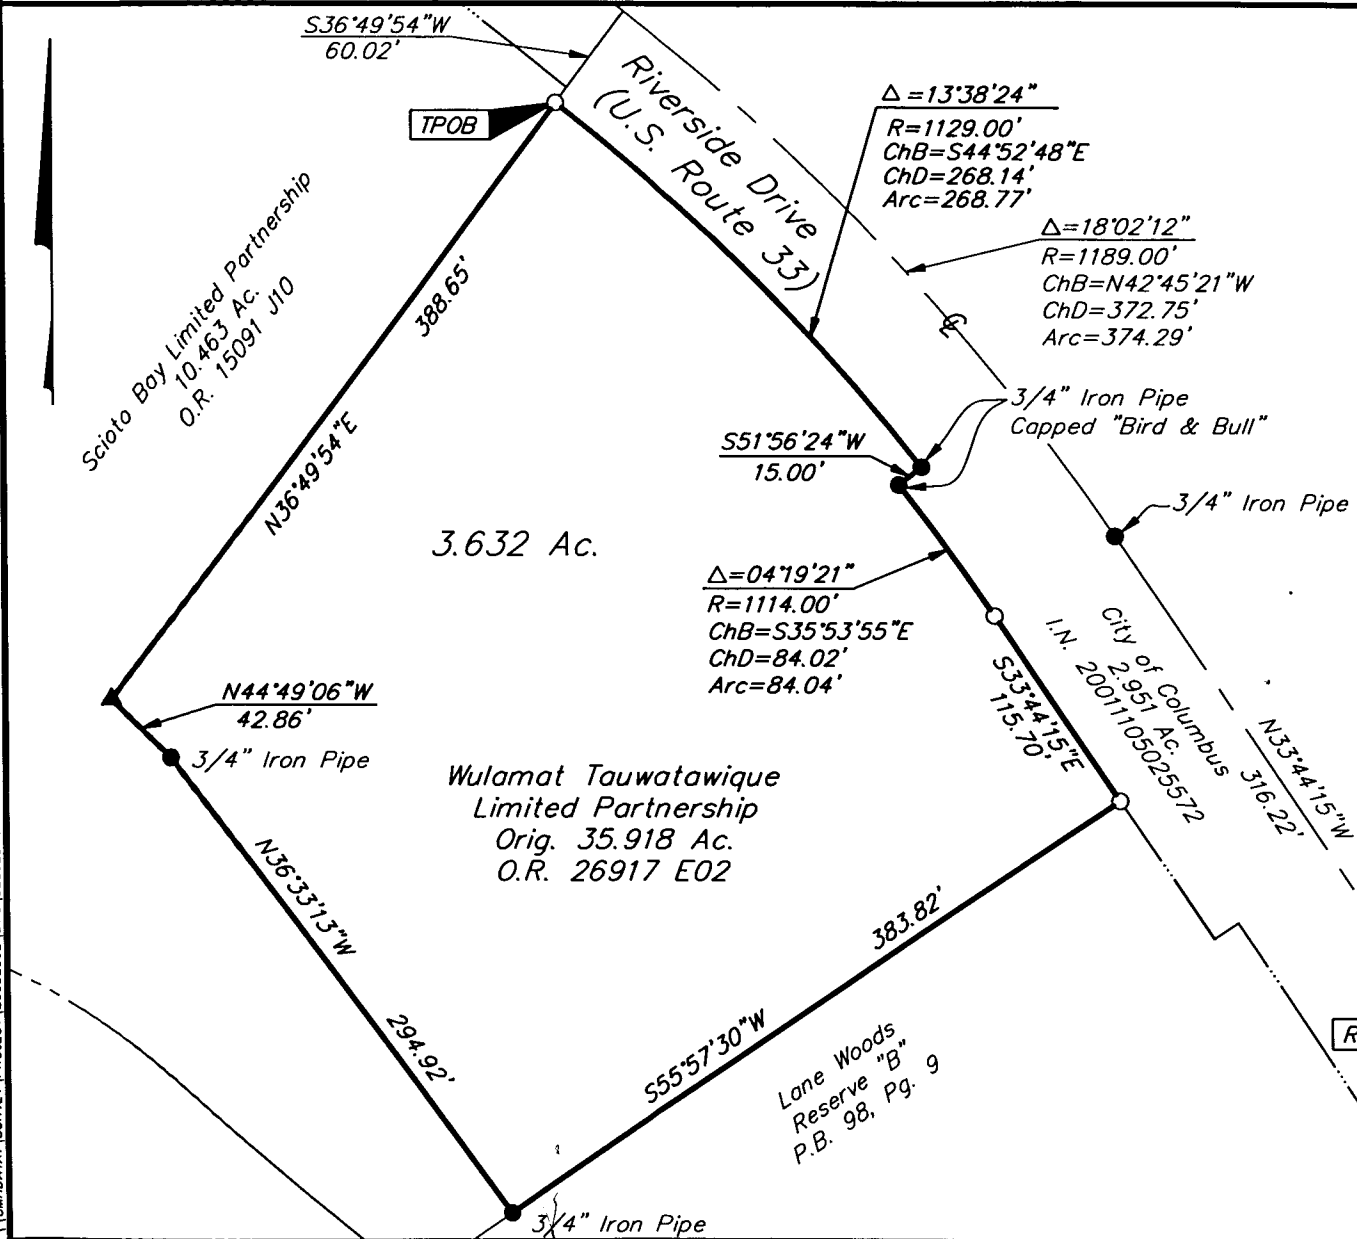 S36°49'54"W
60.02'
TPOB
Riverside Drive
(U.S. Route 33)
Δ=13°38'24"
R=1129.00'
ChB=S44°52'48"E
ChD=268.14'
Arc=268.77'
Δ=18°02'12"
R=1189.00'
ChB=N42°45'21"W
ChD=372.75'
Arc=374.29'
Scioto Bay Limited Partnership
10.463 Ac.
O.R. 15091 J10
388.65'
N36°49'54"E
3/4" Iron Pipe
Capped "Bird & Bull"
S51°56'24"W
15.00'
3/4" Iron Pipe
3.632 Ac.
Δ=04°19'21"
R=1114.00'
ChB=S35°53'55"E
ChD=84.02'
Arc=84.04'
City of Columbus
2.951 Ac.
I.N. 20011105025572
S33°44'15"E
115.70'
N33°44'15"W
316.22'
N44°49'06"W
42.86'
3/4" Iron Pipe
Wulamat Tauwatawique
Limited Partnership
Orig. 35.918 Ac.
O.R. 26917 E02
N36°33'13"W
294.92'
383.82'
S55°57'30"W
Lane Woods
Reserve "B"
P.B. 98, Pg. 9
R
3/4" Iron Pipe